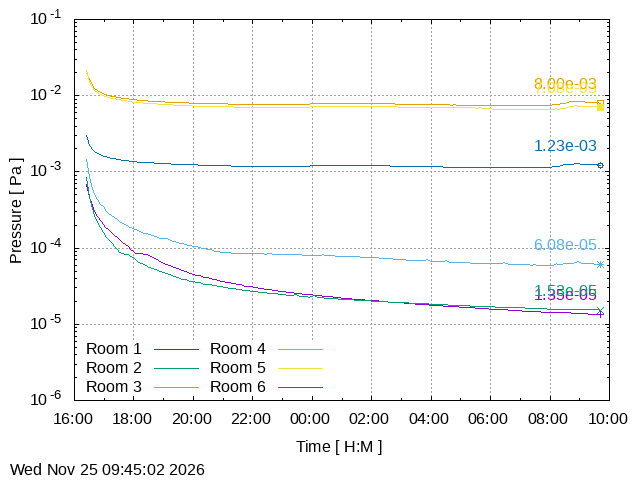 10^-1
10^-2
10^-3
10^-4
10^-5
10^-6
Pressure [ Pa ]
8.00e-03
1.23e-03
6.08e-05
1.35e-05
Room 1 Room 4
Room 2 Room 5
Room 3 Room 6
16:00 18:00 20:00 22:00 00:00 02:00 04:00 06:00 08:00 10:00
Time [ H:M ]
Wed Nov 25 09:45:02 2026